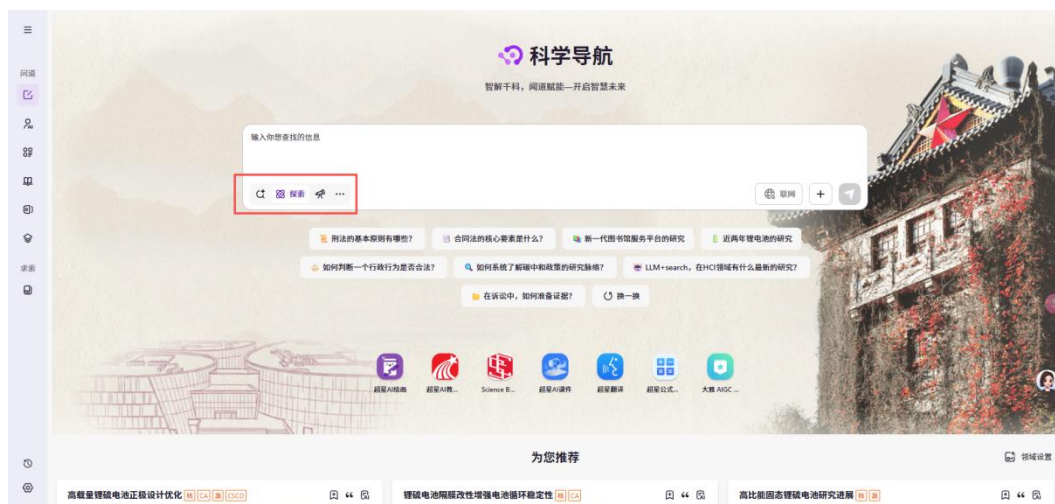 科学导航
智解千科，闻道赋能—开启智慧未来
问道
输入你想查找的信息
探索
联网
刑法的基本原则有哪些？
合同法的核心要素是什么？
新一代图书馆服务平台的研究
近两年锂电池的研究
如何判断一个行政行为是否合法？
如何系统了解碳中和政策的研究脉络？
LLM+search，在HCI领域有什么最新的研究？
求索
在诉讼中，如何准备证据？
换一换
超星AI绘画
超星AI教...
Science B...
超星AI课件
超星翻译
超星公式...
大雅 AIGC ...
为您推荐
领域设置
高载量锂硫电池正极设计优化 核 CA 源 CSCD
锂硫电池隔膜改性增强电池循环稳定性 核 CA
高比能固态锂硫电池研究进展 核 源